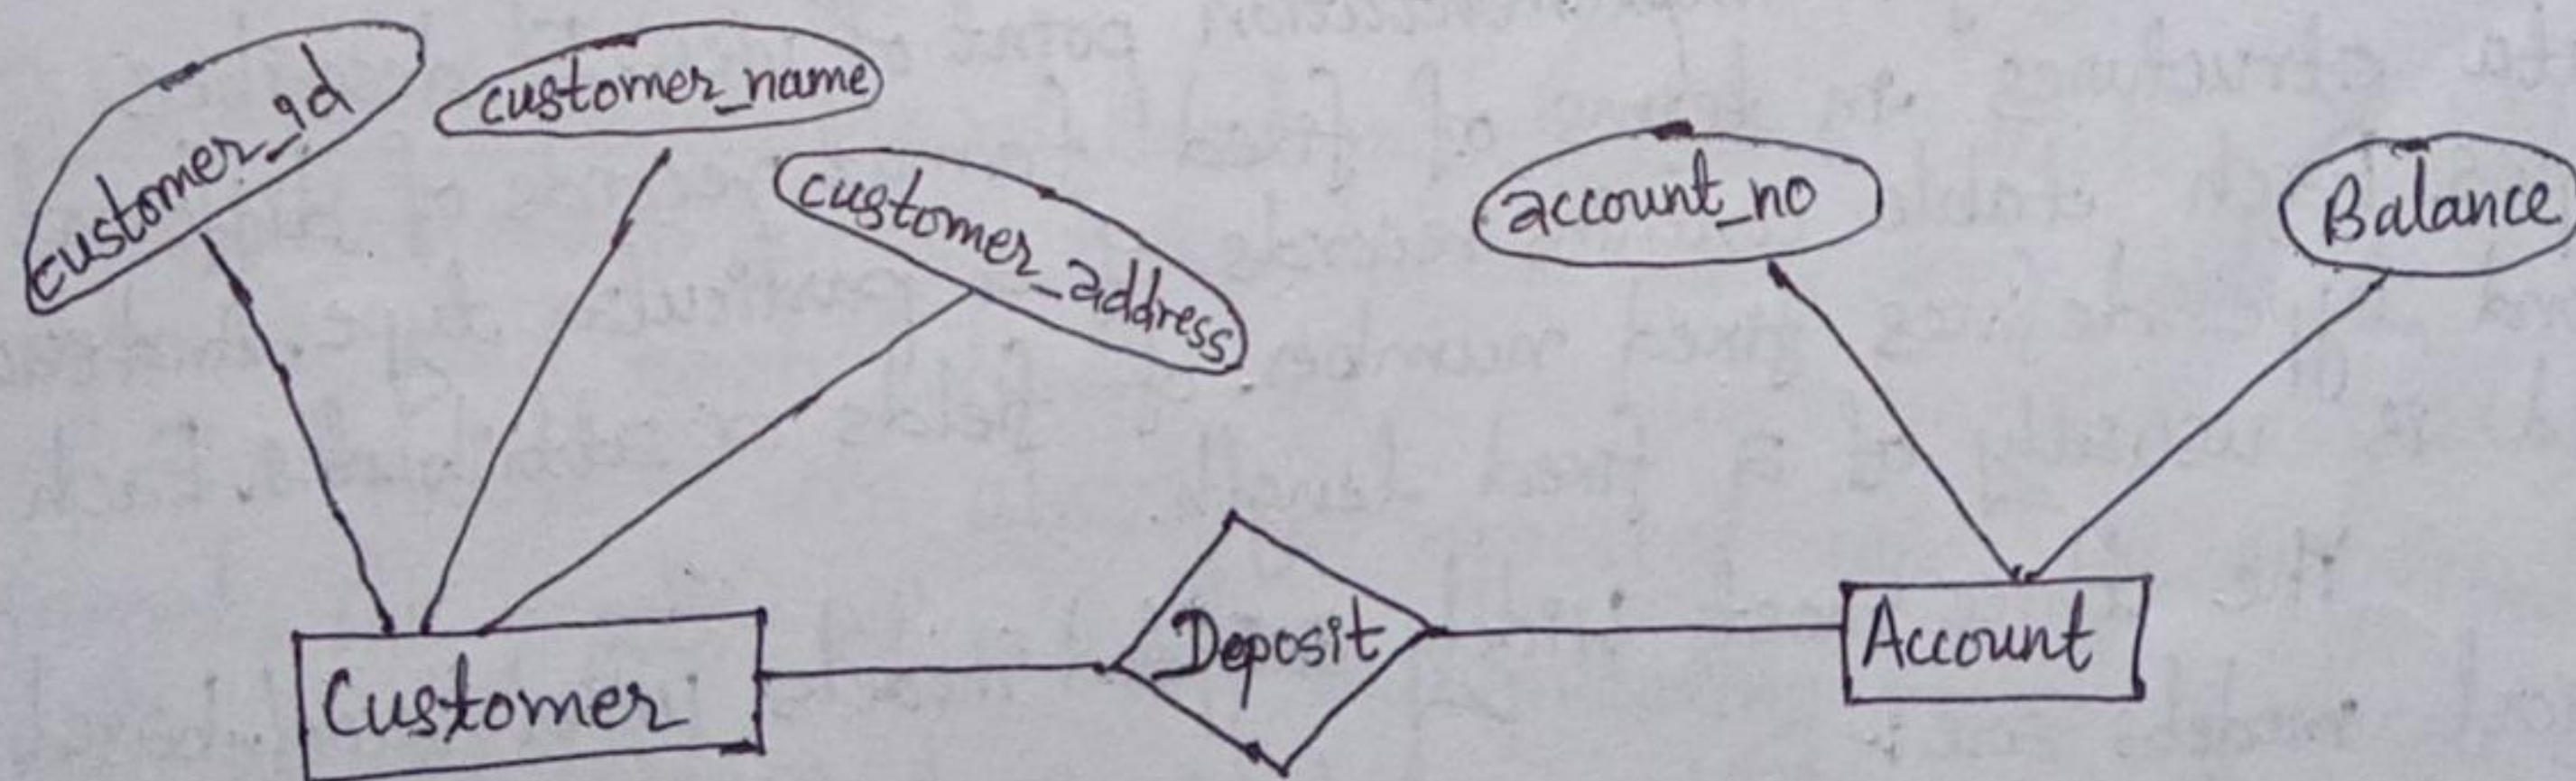 customer_id
customer_name
customer_address
account_no
Balance
Customer
Deposit
Account